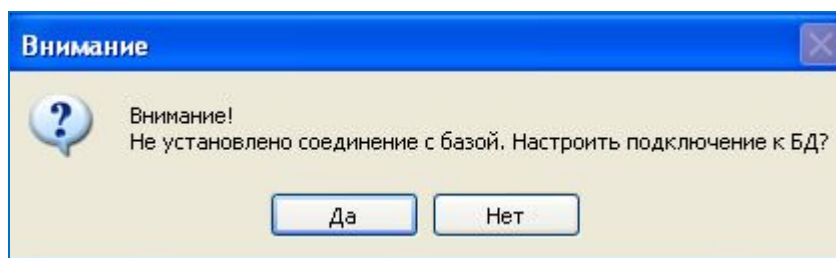 Внимание
Внимание!
Не установлено соединение с базой. Настроить подключение к БД?
Да
Нет